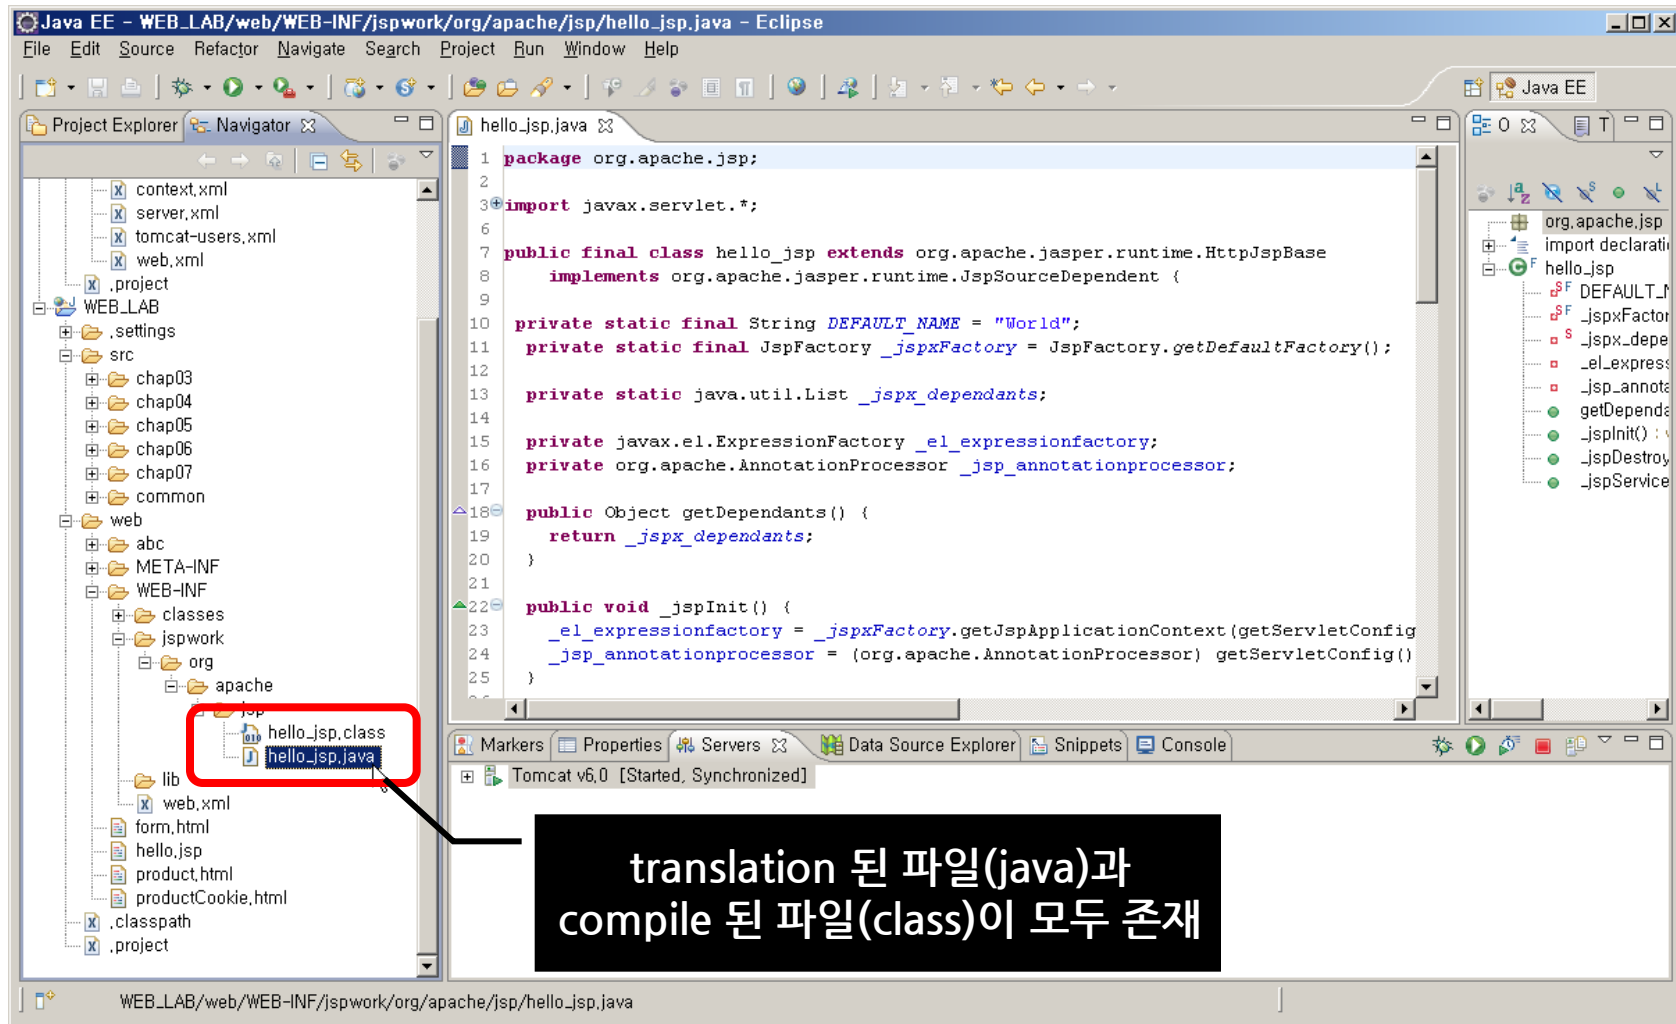 Java EE - WEB_LAB/web/WEB-INF/jspwork/org/apache/jsp/hello_jsp.java - Eclipse
File Edit Source Refactor Navigate Search Project Run Window Help
Java EE
Project Explorer Navigator
context.xml
server.xml
tomcat-users.xml
web.xml
.project
WEB_LAB
.settings
src
chap03
chap04
chap05
chap06
chap07
common
web
abc
META-INF
WEB-INF
classes
jspwork
org
apache
jsp
hello_jsp.class
hello_jsp.java
lib
web.xml
form.html
hello.jsp
product.html
productCookie.html
.classpath
.project
hello_jsp.java
1 package org.apache.jsp;
2
3 import javax.servlet.*;
6
7 public final class hello_jsp extends org.apache.jasper.runtime.HttpJspBase
8 implements org.apache.jasper.runtime.JspSourceDependent {
9
10 private static final String DEFAULT_NAME = "World";
11 private static final JspFactory _jspxFactory = JspFactory.getDefaultFactory();
12
13 private static java.util.List _jspx_dependants;
14
15 private javax.el.ExpressionFactory _el_expressionfactory;
16 private org.apache.AnnotationProcessor _jsp_annotationprocessor;
17
18 public Object getDependants() {
19 return _jspx_dependants;
20 }
21
22 public void _jspInit() {
23 _el_expressionfactory = _jspxFactory.getJspApplicationContext(getServletConfig
24 _jsp_annotationprocessor = (org.apache.AnnotationProcessor) getServletConfig()
25 }
O T
org.apache.jsp
import declarati
hello_jsp
DEFAULT_N
_jspxFactor
_jspx_depe
_el_express
_jsp_annota
getDependa
_jspInit() : v
_jspDestroy
_jspService
Markers Properties Servers Data Source Explorer Snippets Console
Tomcat v6.0 [Started, Synchronized]
translation 된 파일(java)과
compile 된 파일(class)이 모두 존재
WEB_LAB/web/WEB-INF/jspwork/org/apache/jsp/hello_jsp.java